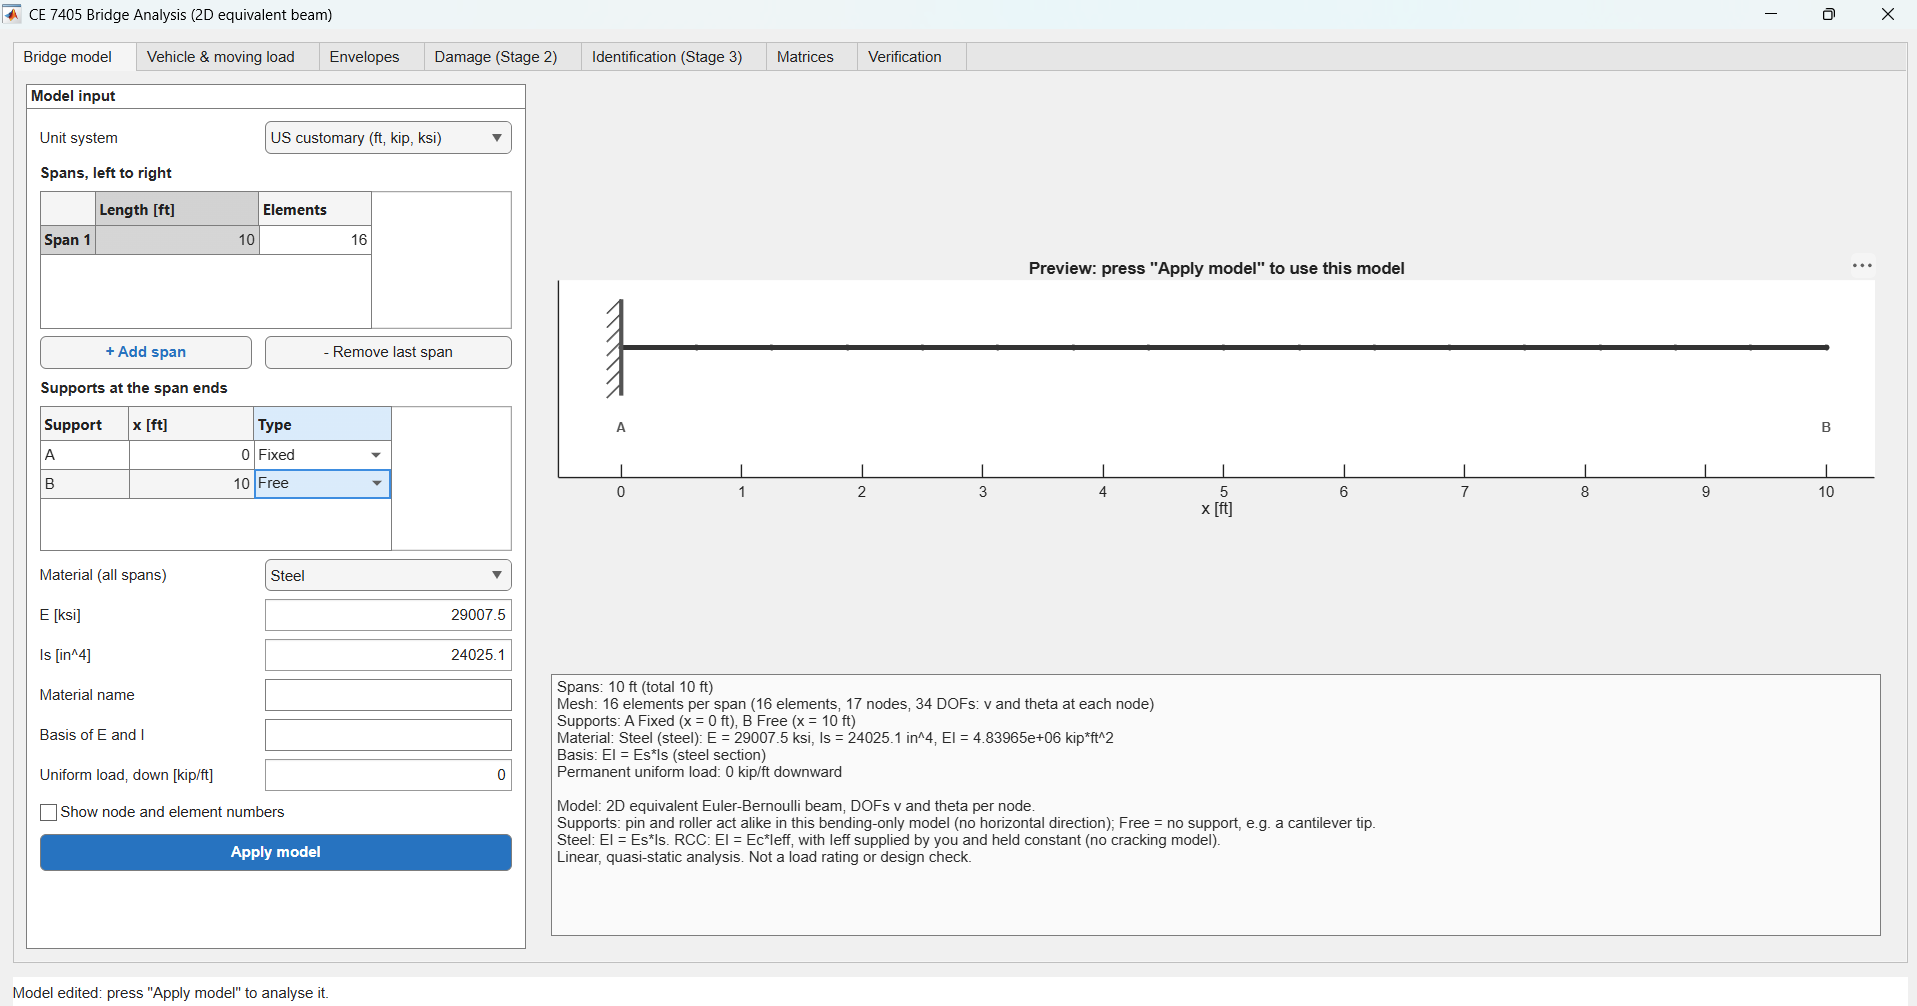 CE 7405 Bridge Analysis (2D equivalent beam)
Bridge model Vehicle & moving load Envelopes Damage (Stage 2) Identification (Stage 3) Matrices Verification
Model input
Unit system US customary (ft, kip, ksi)
Spans, left to right
Length [ft] Elements
Span 1 10 16
+ Add span - Remove last span
Supports at the span ends
Support x [ft] Type
A 0 Fixed
B 10 Free
Material (all spans) Steel
E [ksi] 29007.5
Is [in^4] 24025.1
Material name
Basis of E and I
Uniform load, down [kip/ft] 0
Show node and element numbers
Apply model
Preview: press "Apply model" to use this model
A B
0 1 2 3 4 5 6 7 8 9 10
x [ft]
Spans: 10 ft (total 10 ft)
Mesh: 16 elements per span (16 elements, 17 nodes, 34 DOFs: v and theta at each node)
Supports: A Fixed (x = 0 ft), B Free (x = 10 ft)
Material: Steel (steel): E = 29007.5 ksi, Is = 24025.1 in^4, EI = 4.83965e+06 kip*ft^2
Basis: EI = Es*Is (steel section)
Permanent uniform load: 0 kip/ft downward
Model: 2D equivalent Euler-Bernoulli beam, DOFs v and theta per node.
Supports: pin and roller act alike in this bending-only model (no horizontal direction); Free = no support, e.g. a cantilever tip.
Steel: EI = Es*Is. RCC: EI = Ec*Ieff, with Ieff supplied by you and held constant (no cracking model).
Linear, quasi-static analysis. Not a load rating or design check.
Model edited: press "Apply model" to analyse it.